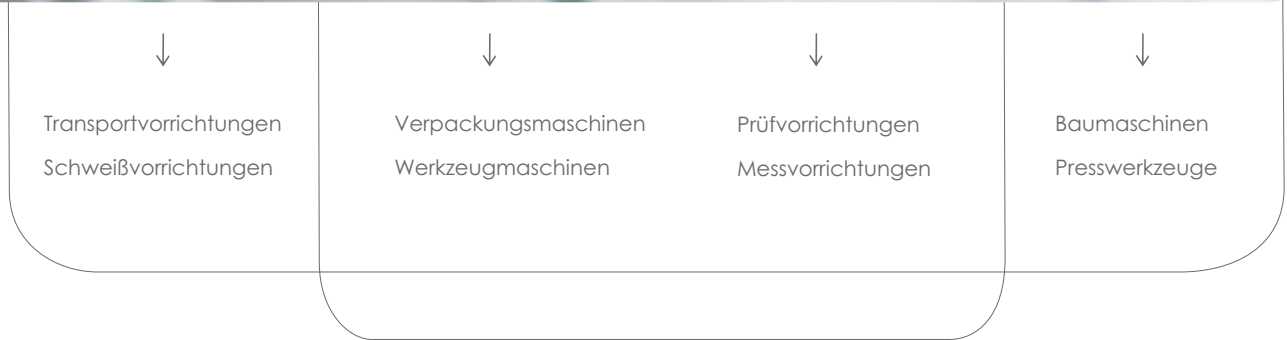 Transportvorrichtungen
Schweißvorrichtungen
Verpackungsmaschinen
Werkzeugmaschinen
Prüfvorrichtungen
Messvorrichtungen
Baumaschinen
Presswerkzeuge